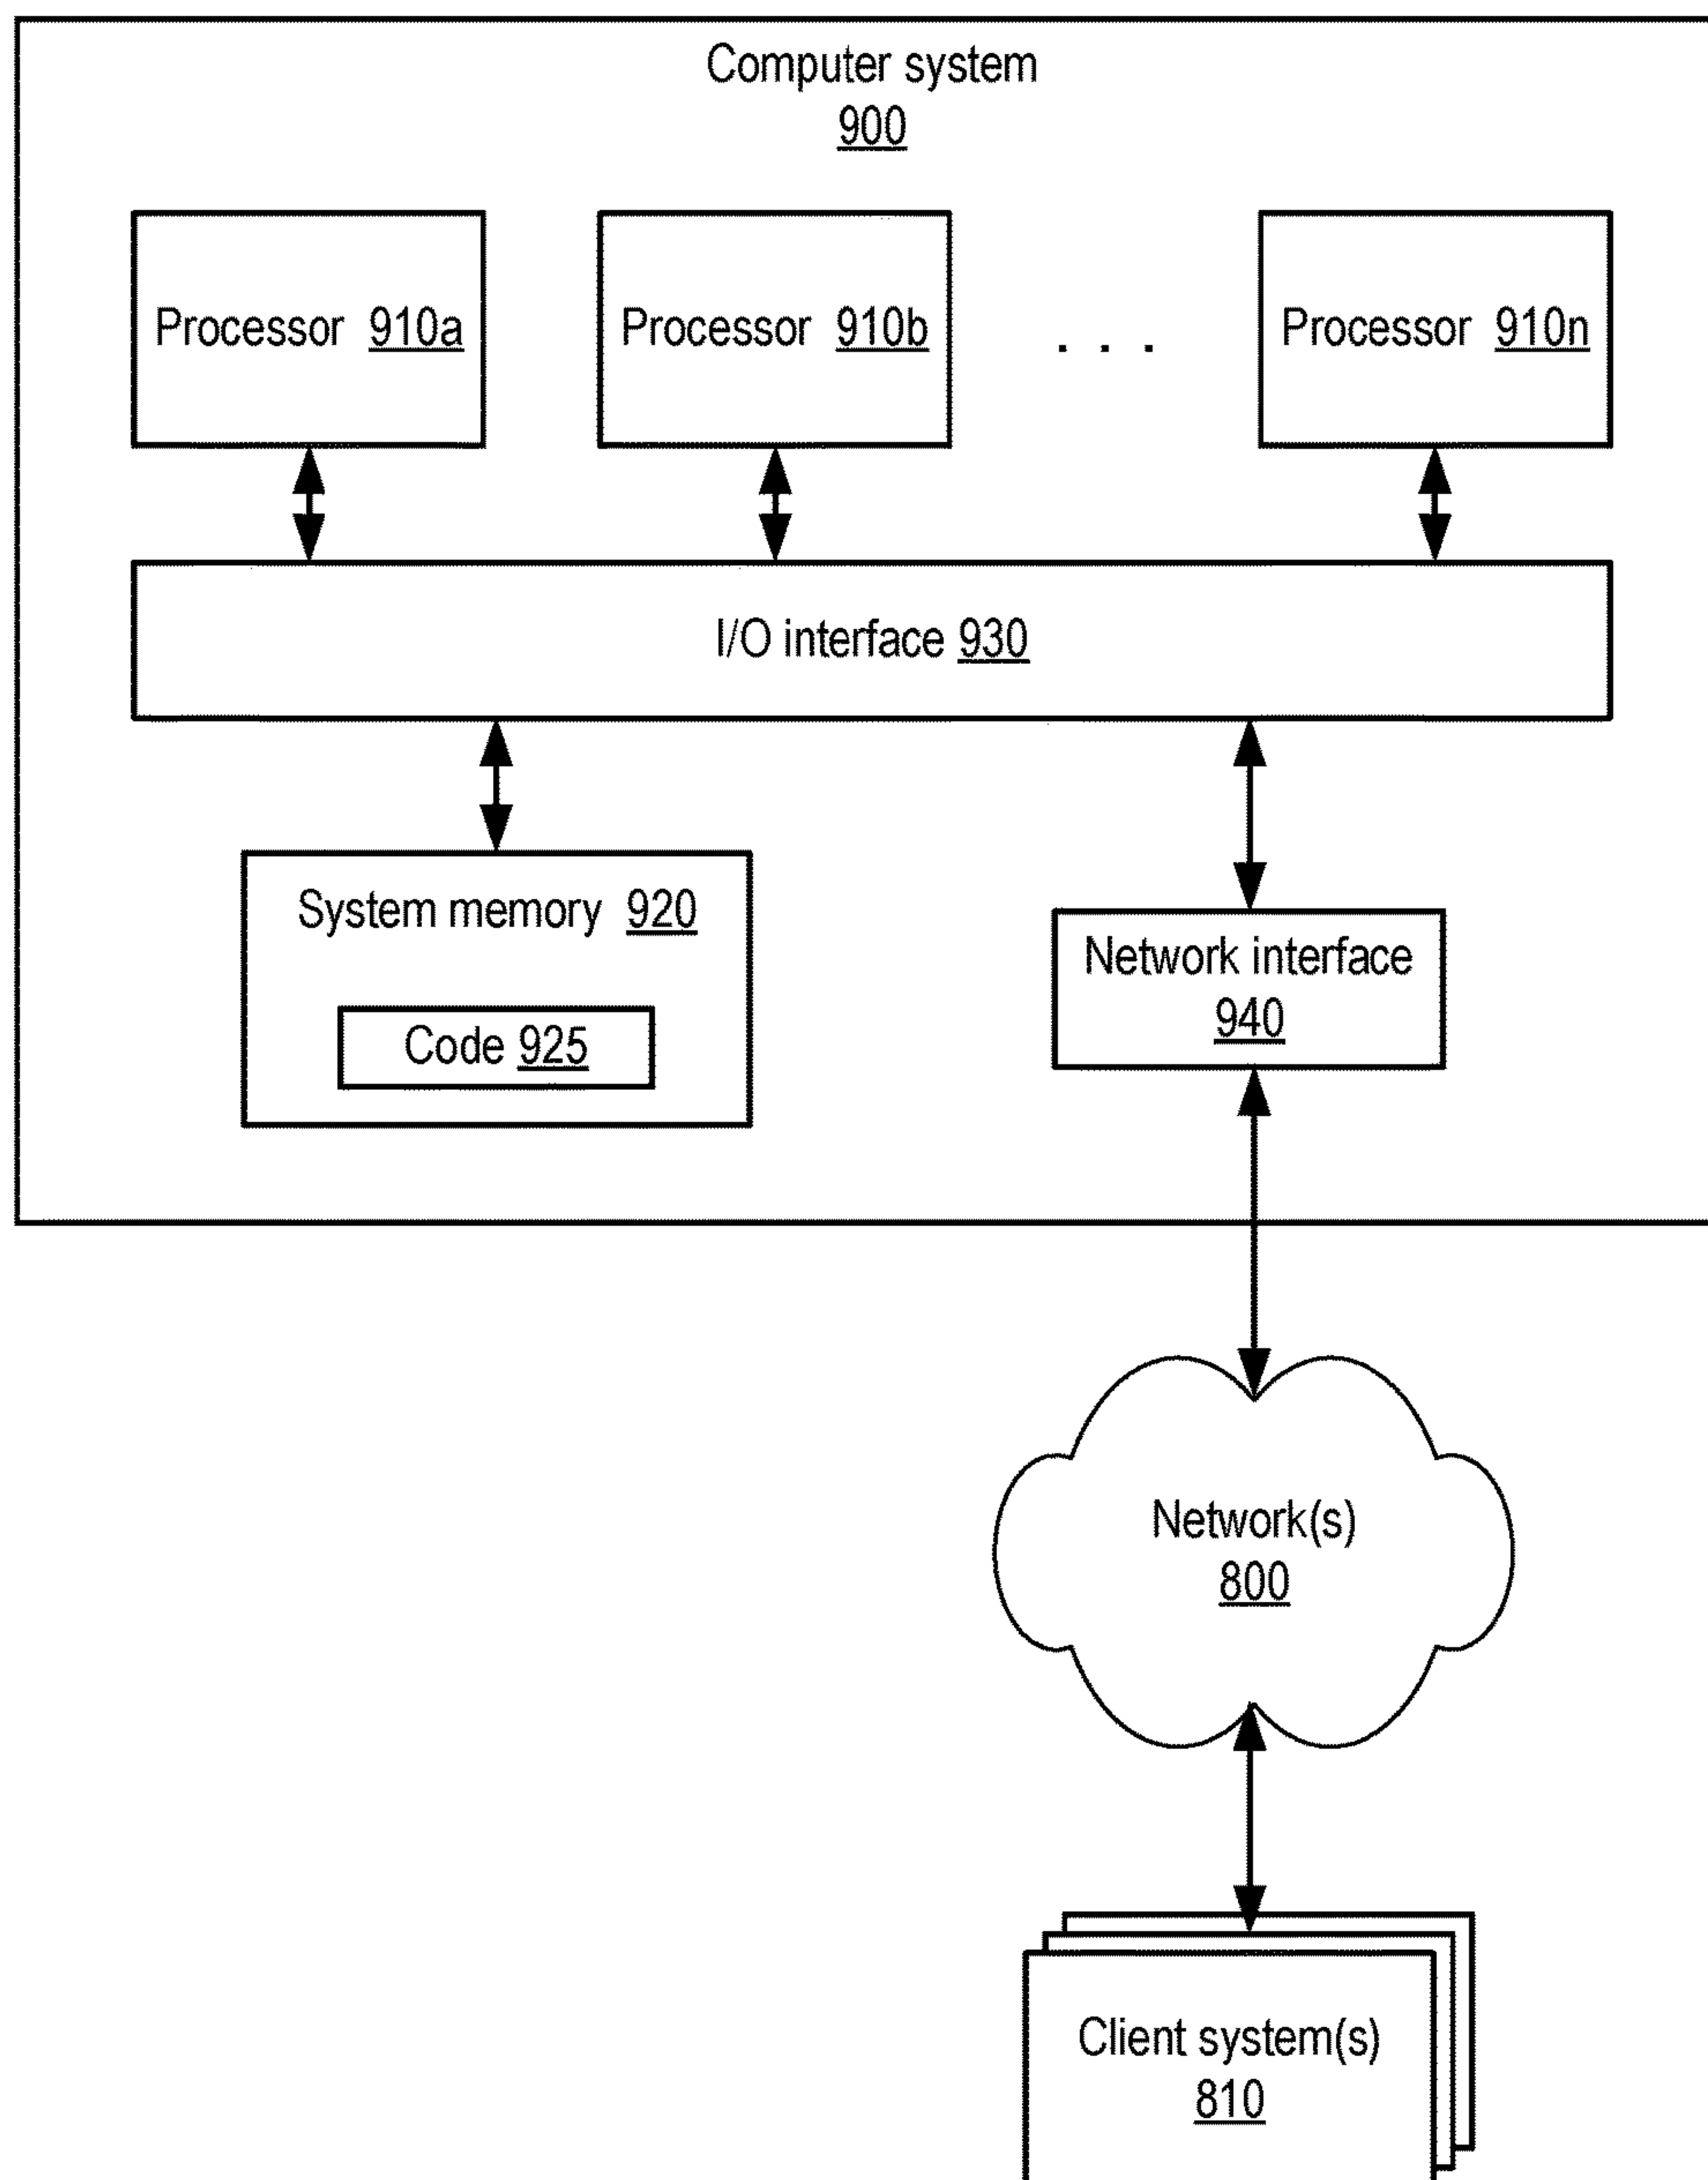 Computer system
900
Processor 910a
Processor 910b
. . .
Processor 910n
I/O interface 930
System memory 920
Code 925
Network interface
940
Network(s)
800
Client system(s)
810